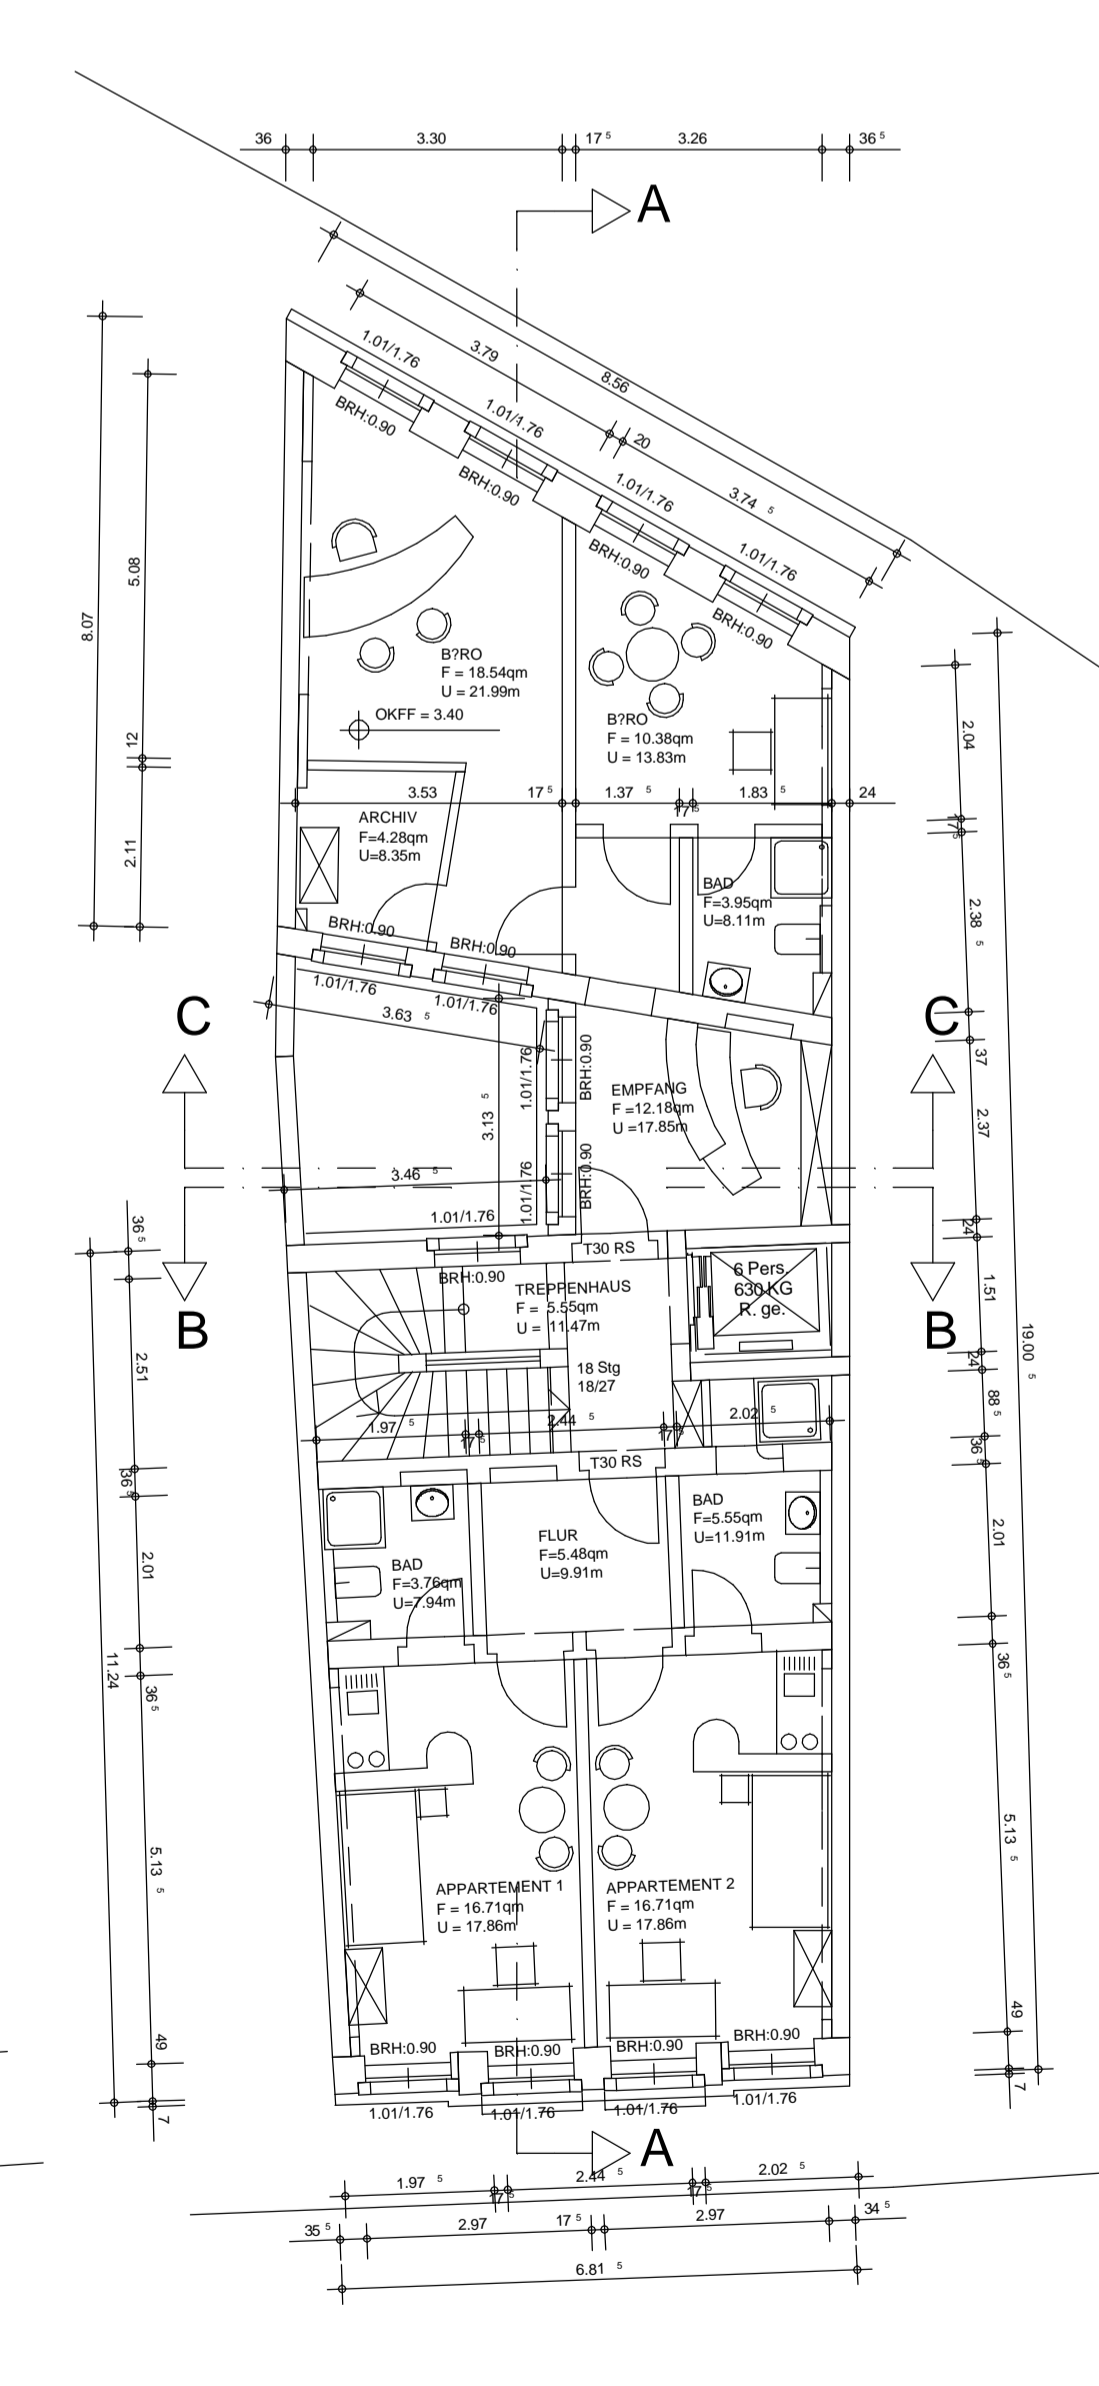 36
3.30
17 5
3.26
36 5
A
1.01/1.76
3.79
8.56
BRH:0.90
1.01/1.76
20
BRH:0.90
1.01/1.76
3.74 5
BRH:0.90
1.01/1.76
BRH:0.90
8.07
5.08
12
2.11
B?RO
F = 18.54qm
U = 21.99m
OKFF = 3.40
B?RO
F = 10.38qm
U = 13.83m
3.53
17 5
1.37 5
17 5
1.83 5
24
ARCHIV
F=4.28qm
U=8.35m
BAD
F=3.95qm
U=8.11m
2.04
17 5
2.38 5
37
2.37
24
1.51
24
88 5
36 5
2.01
36 5
5.13 5
49
7
19.00 5
BRH:0.90
BRH:0.90
1.01/1.76
1.01/1.76
C
C
3.63 5
1.01/1.76
BRH:0.90
3.13 5
EMPFANG
F =12.18qm
U =17.85m
3.46 5
1.01/1.76
BRH:0.90
1.01/1.76
BRH:0.90
T30 RS
B
B
TREPPENHAUS
F = 5.55qm
U = 11.47m
6 Pers.
630 KG
R. ge.
18 Stg
18/27
1.97 5
17 5
2.44 5
17 5
2.02 5
T30 RS
36 5
2.51
36 5
2.01
36 5
11.24
5.13 5
49
7
BAD
F=5.55qm
U=11.91m
FLUR
F=5.48qm
U=9.91m
BAD
F=3.76qm
U=7.94m
APPARTEMENT 1
F = 16.71qm
U = 17.86m
APPARTEMENT 2
F = 16.71qm
U = 17.86m
BRH:0.90
BRH:0.90
BRH:0.90
BRH:0.90
1.01/1.76
1.01/1.76
1.01/1.76
1.01/1.76
A
1.97 5
17 5
2.44 5
17 5
2.02 5
35 5
2.97
17 5
2.97
34 5
6.81 5